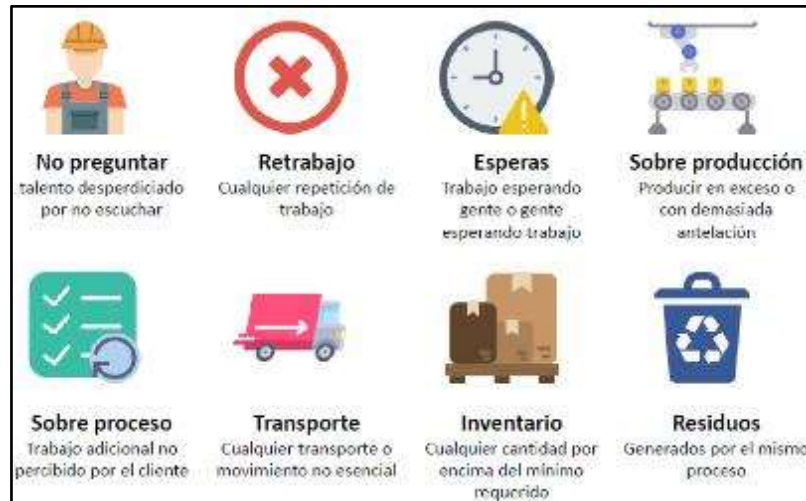 No preguntar
talento desperdiciado
por no escuchar
Retrabajo
Cualquier repetición de
trabajo
Esperas
Trabajo esperando
gente o gente
esperando trabajo
Sobre producción
Producir en exceso o
con demasiada
antelación
Sobre proceso
Trabajo adicional no
percibido por el cliente
Transporte
Cualquier transporte o
movimiento no esencial
Inventario
Cualquier cantidad por
encima del mínimo
requerido
Residuos
Generados por el mismo
proceso